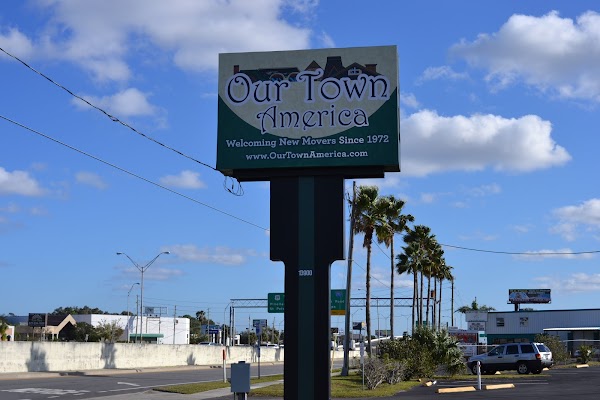 Our Town
America
Welcoming New Movers Since 1972
www.OurTownAmerica.com